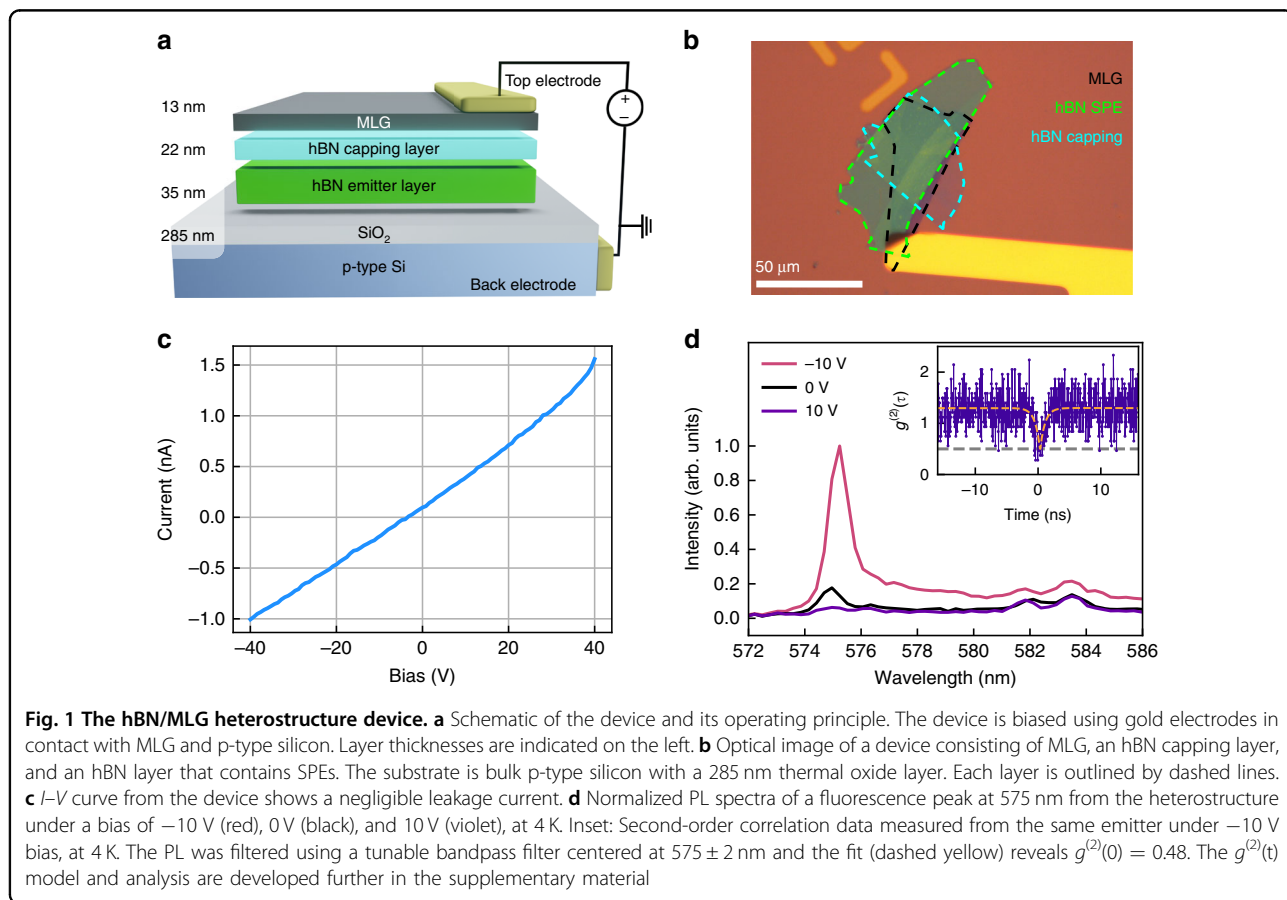 a
Top electrode
+
−
13 nm
MLG
22 nm
hBN capping layer
35 nm
hBN emitter layer
285 nm
SiO₂
p-type Si
Back electrode
b
MLG
hBN SPE
hBN capping
50 μm
c
1.5
1.0
0.5
0.0
−0.5
−1.0
Current (nA)
−40
−20
0
20
40
Bias (V)
d
−10 V
0 V
10 V
1.0
0.8
0.6
0.4
0.2
0.0
Intensity (arb. units)
572
574
576
578
580
582
584
586
Wavelength (nm)
2
1
0
g⁽²⁾(τ)
−10
0
10
Time (ns)
Fig. 1 The hBN/MLG heterostructure device. a Schematic of the device and its operating principle. The device is biased using gold electrodes in
contact with MLG and p-type silicon. Layer thicknesses are indicated on the left. b Optical image of a device consisting of MLG, an hBN capping layer,
and an hBN layer that contains SPEs. The substrate is bulk p-type silicon with a 285 nm thermal oxide layer. Each layer is outlined by dashed lines.
c I–V curve from the device shows a negligible leakage current. d Normalized PL spectra of a fluorescence peak at 575 nm from the heterostructure
under a bias of −10 V (red), 0 V (black), and 10 V (violet), at 4 K. Inset: Second-order correlation data measured from the same emitter under −10 V
bias, at 4 K. The PL was filtered using a tunable bandpass filter centered at 575 ± 2 nm and the fit (dashed yellow) reveals g⁽²⁾(0) = 0.48. The g⁽²⁾(t)
model and analysis are developed further in the supplementary material